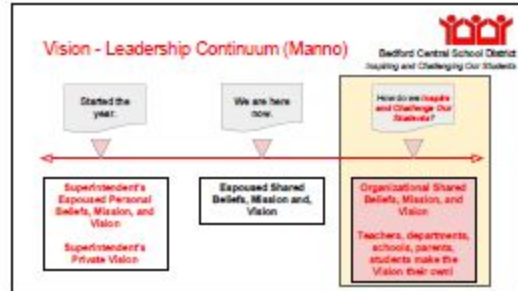 Vision - Leadership Continuum (Manno)
Bedford Central School District
Inspiring and Challenging Our Students
Started the
year.
We are here
now.
How do we Inspire
and Challenge Our
Students?
Superintendent's
Espoused Personal
Beliefs, Mission, and
Vision
Superintendent's
Private Vision
Espoused Shared
Beliefs, Mission and,
Vision
Organizational Shared
Beliefs, Mission, and
Vision
Teachers, departments,
schools, parents,
students make the
Vision their own!